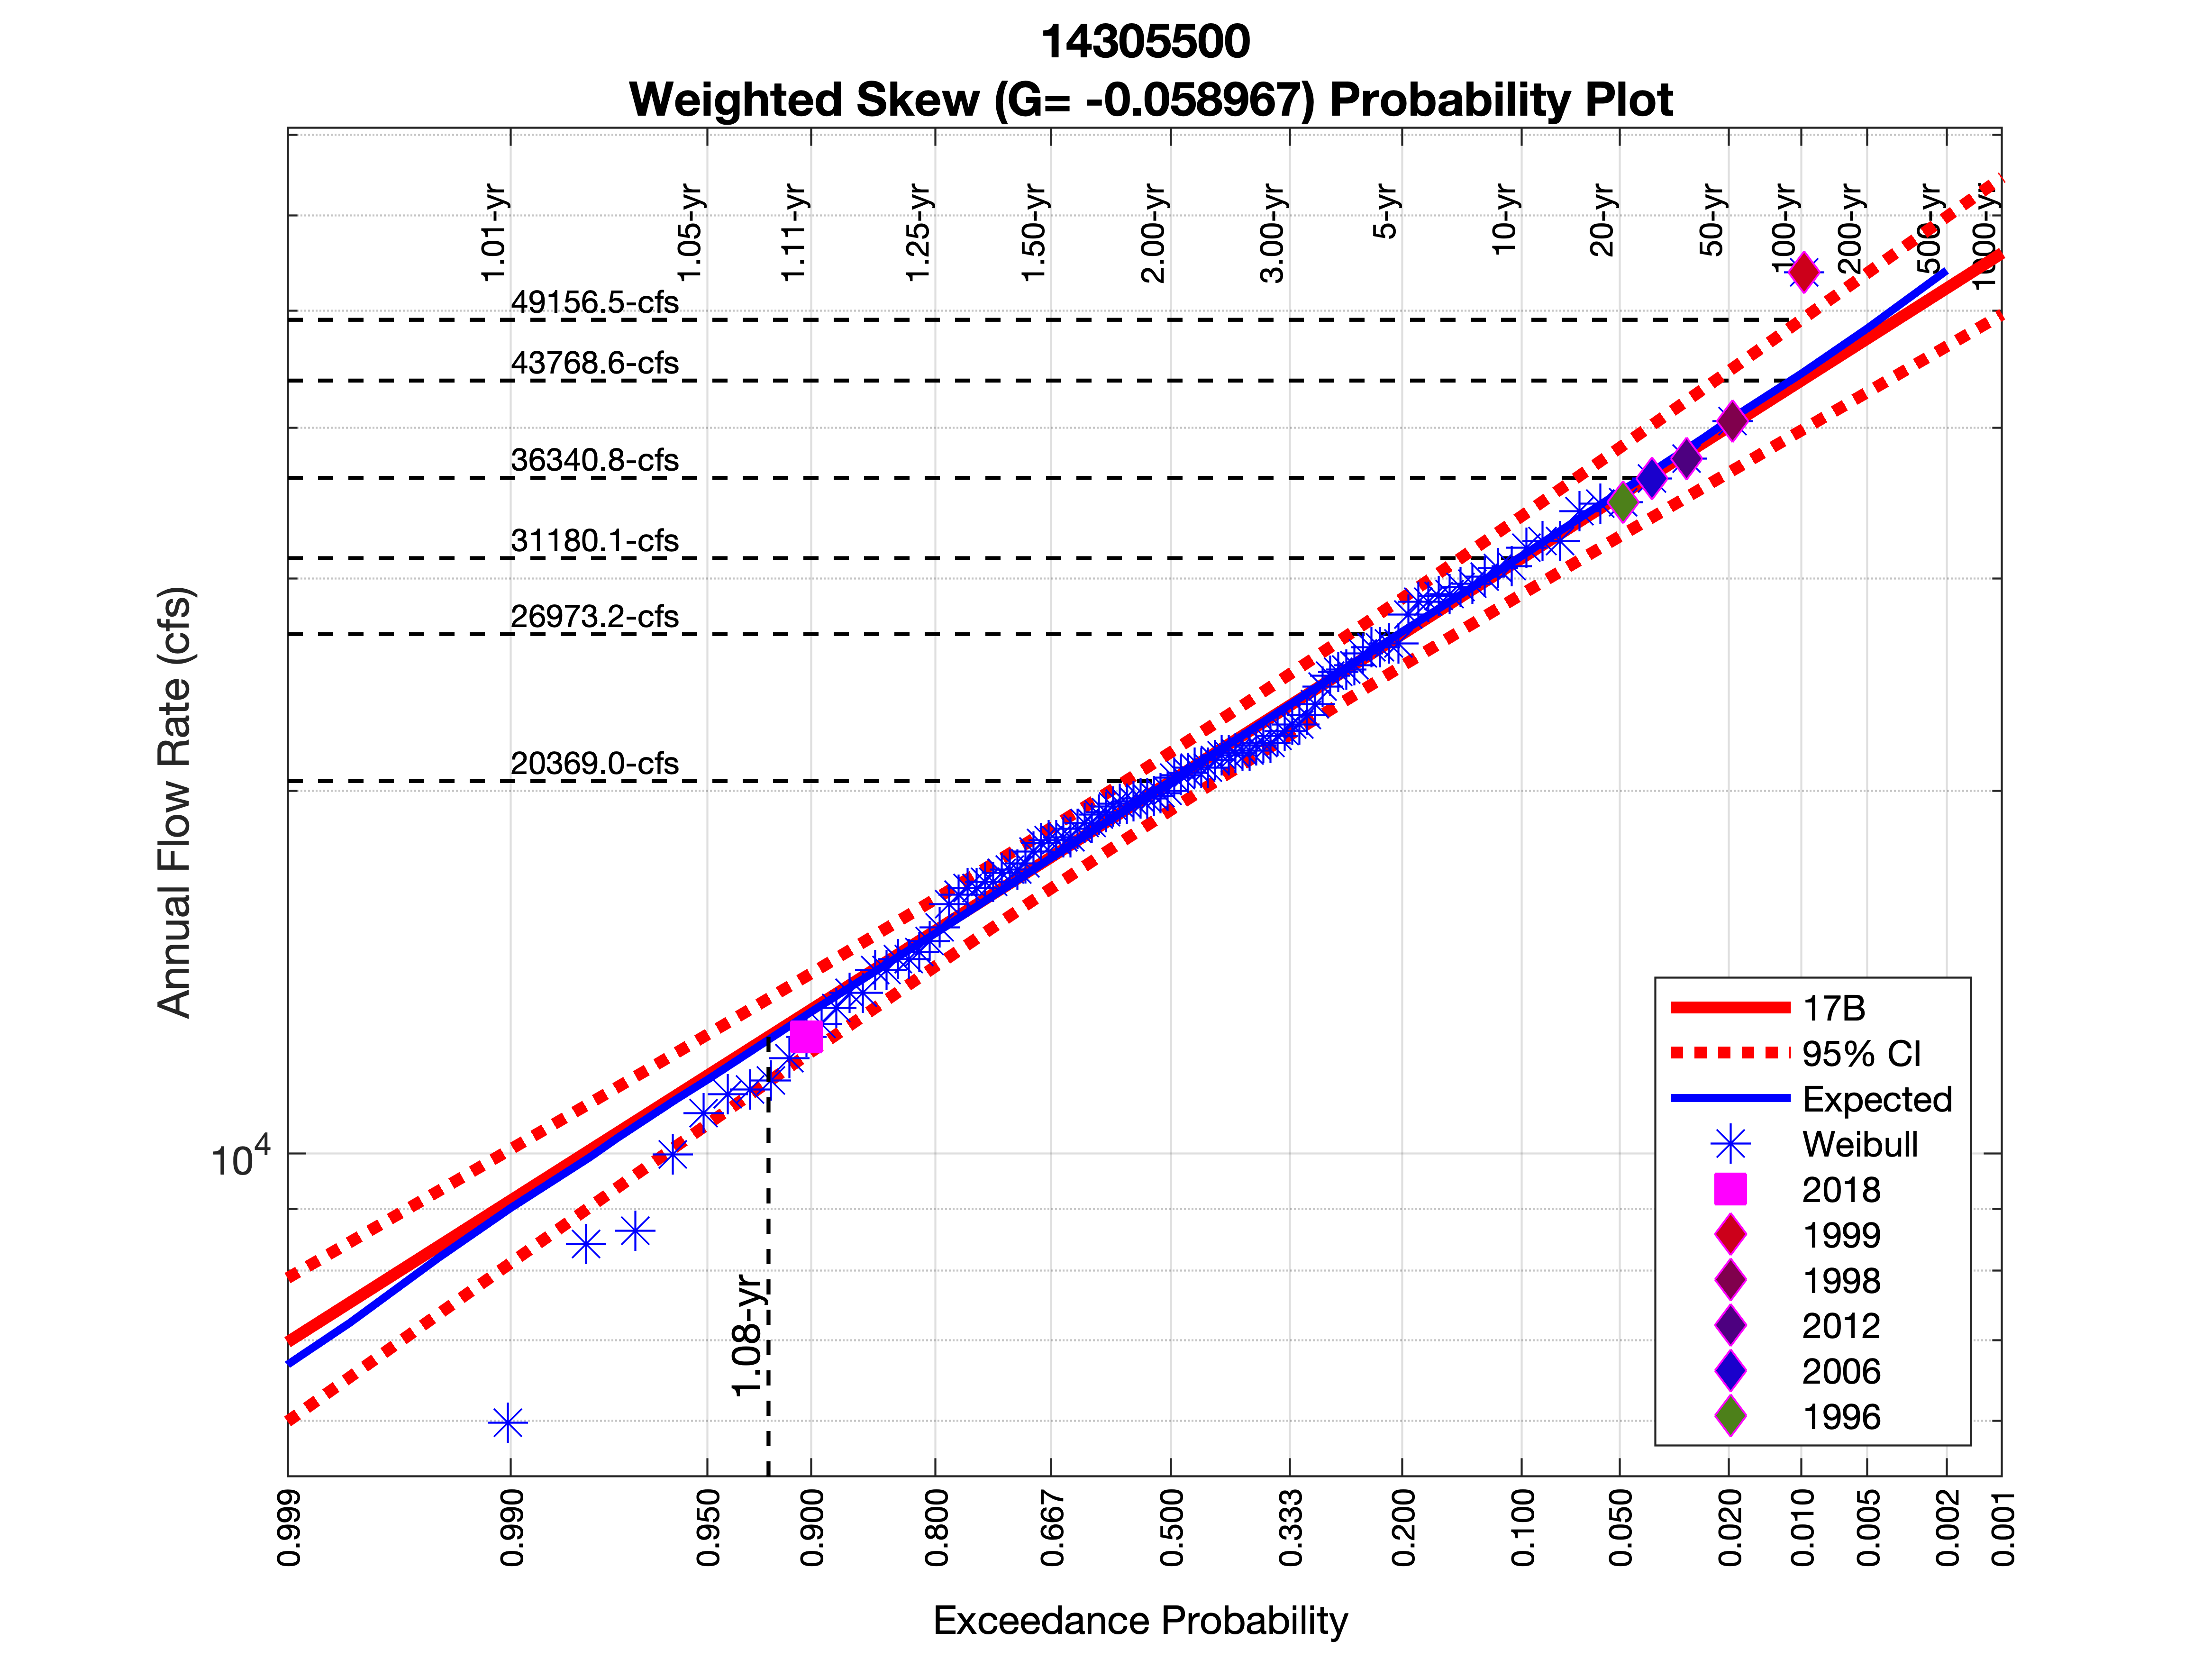 14305500
Weighted Skew (G= -0.058967) Probability Plot
1.01-yr
1.05-yr
1.11-yr
1.25-yr
1.50-yr
2.00-yr
3.00-yr
5-yr
10-yr
20-yr
50-yr
100-yr
200-yr
500-yr
1000-yr
49156.5-cfs
43768.6-cfs
36340.8-cfs
31180.1-cfs
26973.2-cfs
20369.0-cfs
1.08-yr
Annual Flow Rate (cfs)
10⁴
17B
95% CI
Expected
Weibull
2018
1999
1998
2012
2006
1996
0.999
0.990
0.950
0.900
0.800
0.667
0.500
0.333
0.200
0.100
0.050
0.020
0.010
0.005
0.002
0.001
Exceedance Probability